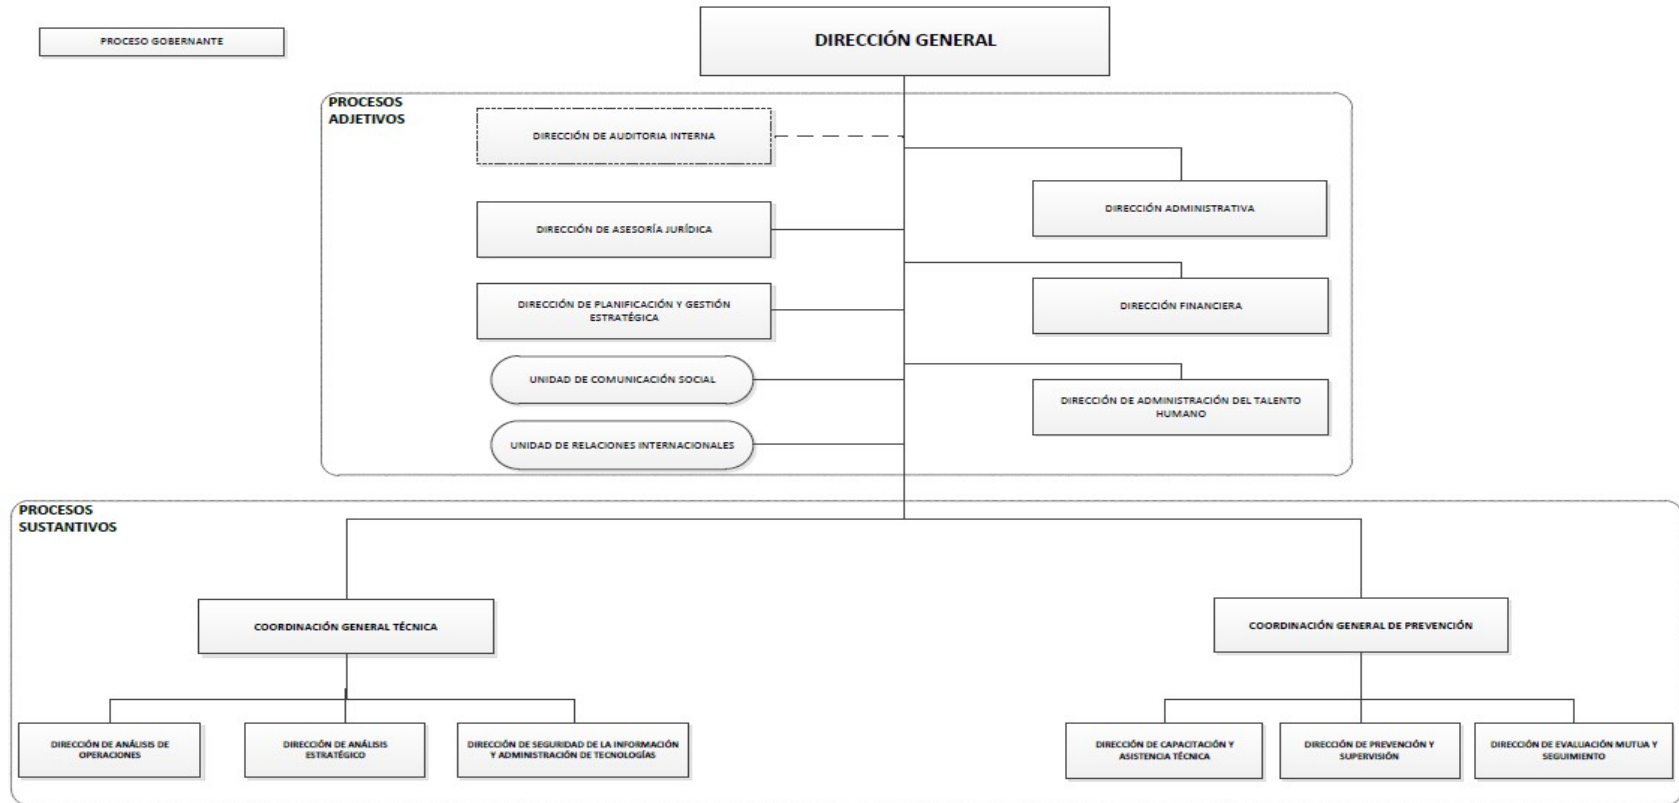 PROCESO GOBERNANTE
DIRECCIÓN GENERAL
PROCESOS
ADJETIVOS
DIRECCIÓN DE AUDITORIA INTERNA
DIRECCIÓN ADMINISTRATIVA
DIRECCIÓN DE ASESORÍA JURÍDICA
DIRECCIÓN DE PLANIFICACIÓN Y GESTIÓN
ESTRATÉGICA
DIRECCIÓN FINANCIERA
UNIDAD DE COMUNICACIÓN SOCIAL
DIRECCIÓN DE ADMINISTRACIÓN DEL TALENTO
HUMANO
UNIDAD DE RELACIONES INTERNACIONALES
PROCESOS
SUSTANTIVOS
COORDINACIÓN GENERAL TÉCNICA
COORDINACIÓN GENERAL DE PREVENCIÓN
DIRECCIÓN DE ANÁLISIS DE
OPERACIONES
DIRECCIÓN DE ANÁLISIS
ESTRATÉGICO
DIRECCIÓN DE SEGURIDAD DE LA INFORMACIÓN
Y ADMINISTRACIÓN DE TECNOLOGÍAS
DIRECCIÓN DE CAPACITACIÓN Y
ASISTENCIA TÉCNICA
DIRECCIÓN DE PREVENCIÓN Y
SUPERVISIÓN
DIRECCIÓN DE EVALUACIÓN MUTUA Y
SEGUIMIENTO